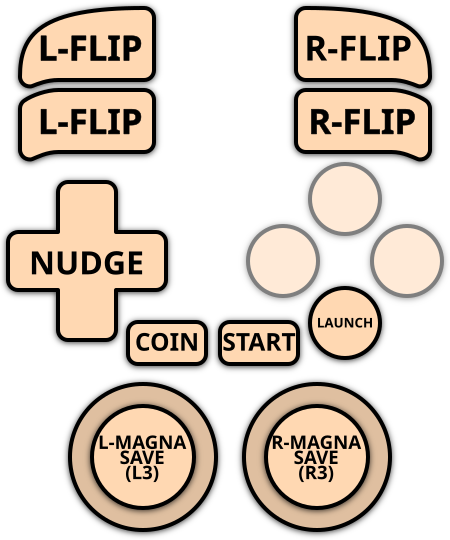 L-FLIP
R-FLIP
L-FLIP
R-FLIP
NUDGE
LAUNCH
COIN
START
L-MAGNA
SAVE
(L3)
R-MAGNA
SAVE
(R3)